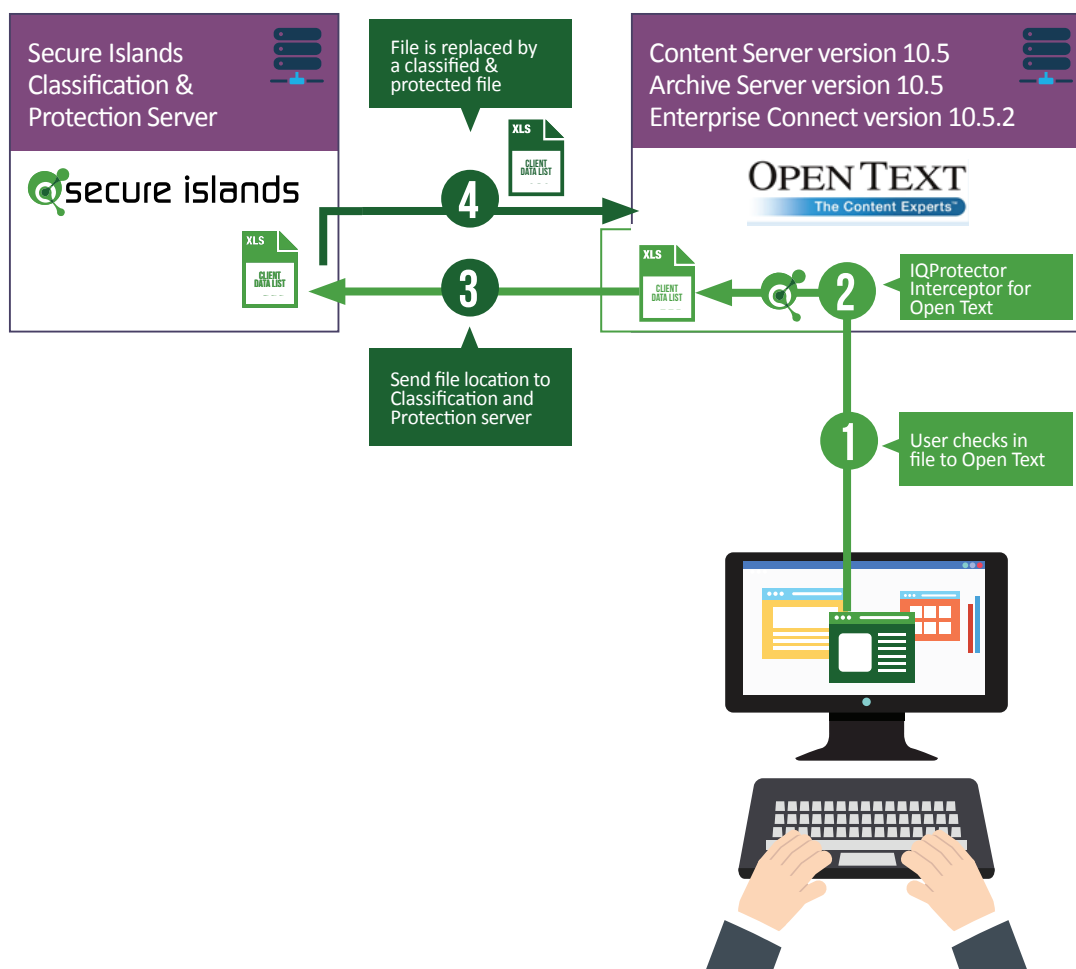 Secure Islands
Classification &
Protection Server
File is replaced by
a classified &
protected file
Content Server version 10.5
Archive Server version 10.5
Enterprise Connect version 10.5.2
secure islands
XLS
CLIENT
DATA LIST
4
OPEN TEXT
The Content Experts™
XLS
CLIENT
DATA LIST
3
XLS
CLIENT
DATA LIST
2
IQProtector
Interceptor for
Open Text
Send file location to
Classification and
Protection server
1
User checks in
file to Open Text